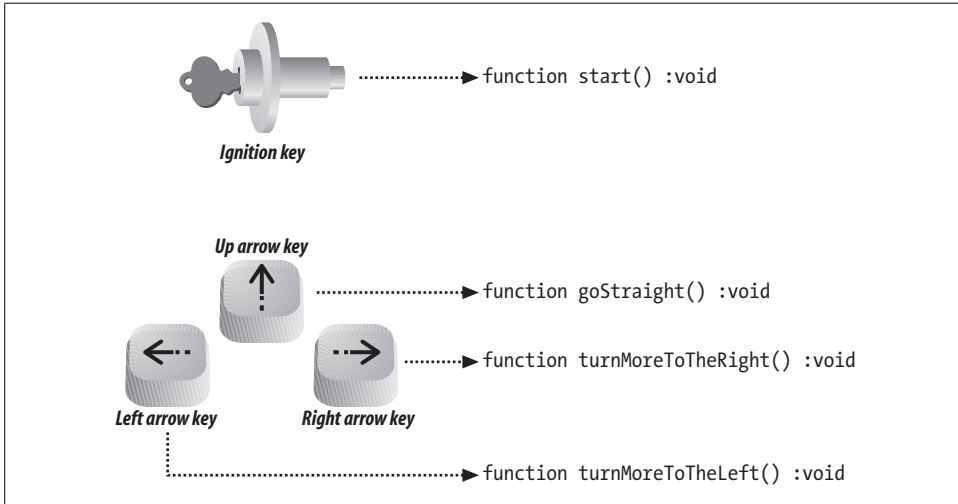 function start() :void
Ignition key
Up arrow key
function goStraight() :void
function turnMoreToTheRight() :void
Left arrow key
Right arrow key
function turnMoreToTheLeft() :void